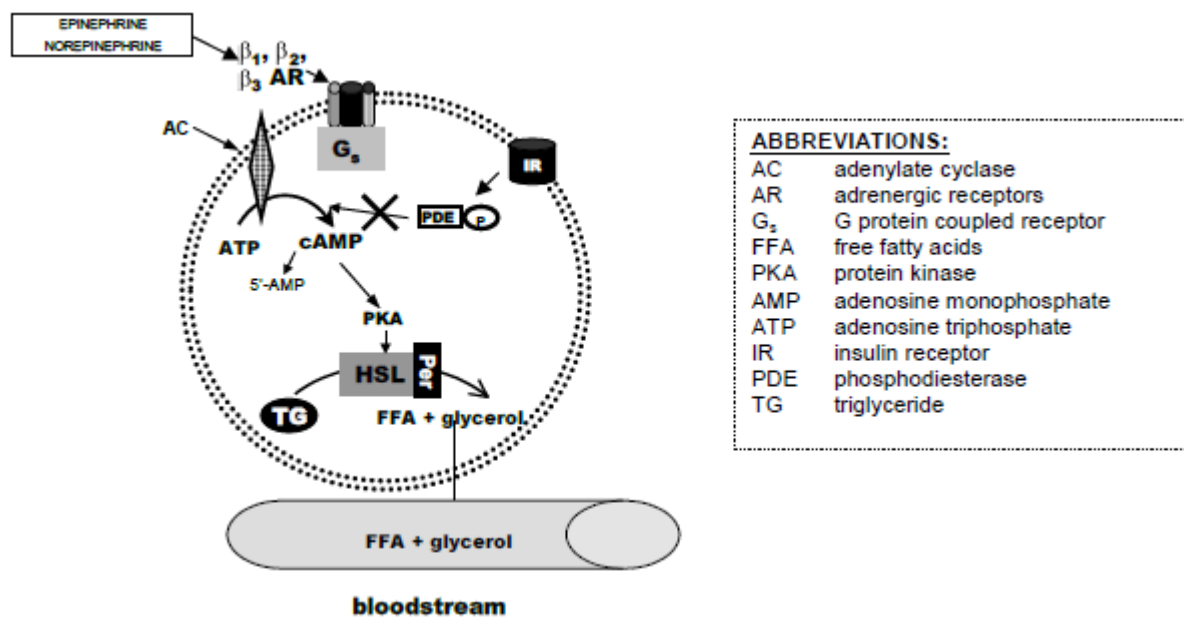 EPINEPHRINE
NOREPINEPHRINE
β1, β2,
β3 AR
AC
Gs
IR
PDE
P
ATP
cAMP
5'-AMP
PKA
HSL
Per
TG
FFA + glycerol
FFA + glycerol
bloodstream
ABBREVIATIONS:
AC adenylate cyclase
AR adrenergic receptors
Gs G protein coupled receptor
FFA free fatty acids
PKA protein kinase
AMP adenosine monophosphate
ATP adenosine triphosphate
IR insulin receptor
PDE phosphodiesterase
TG triglyceride